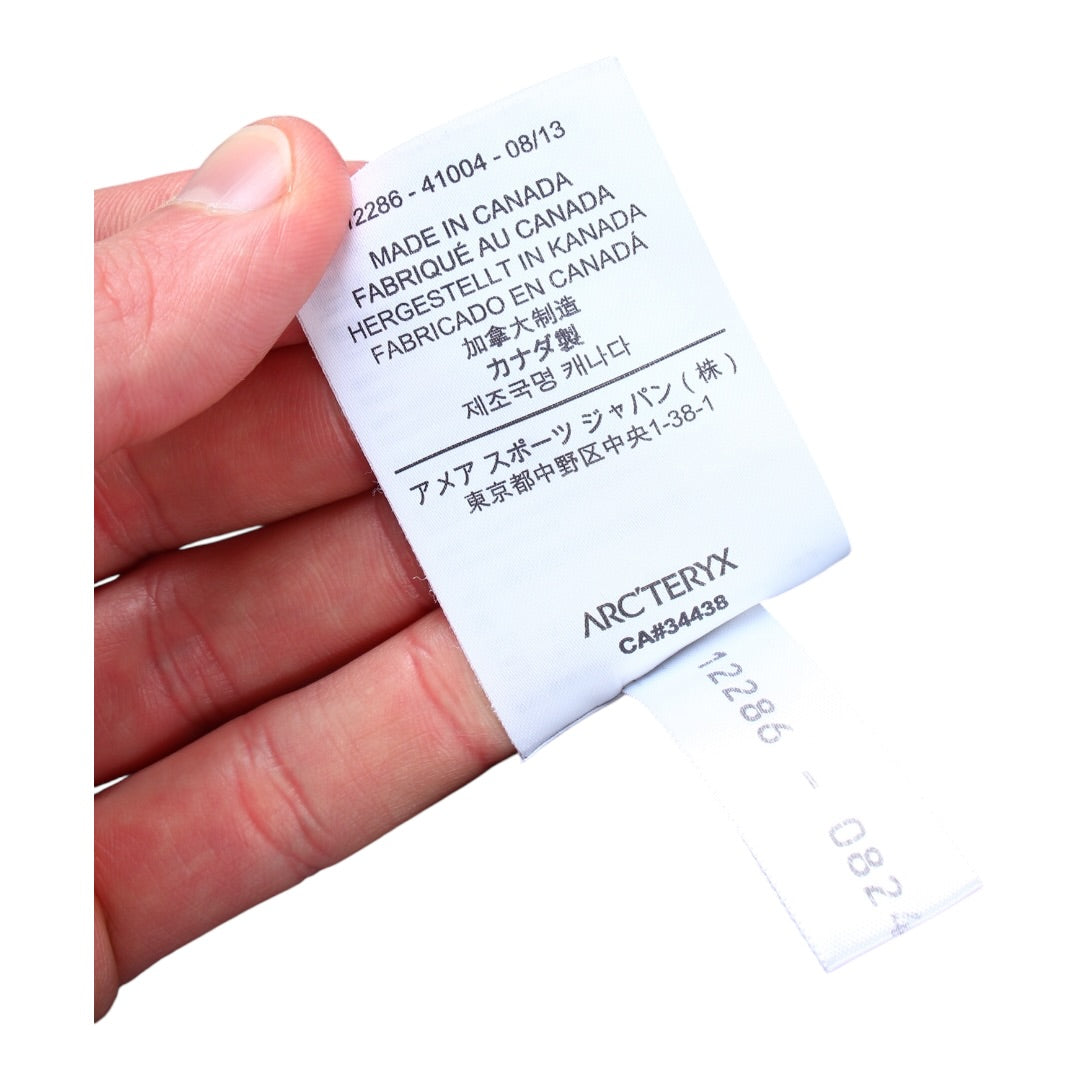 12286 - 41004 - 08/13
MADE IN CANADA
FABRIQUÉ AU CANADA
HERGESTELLT IN KANADA
FABRICADO EN CANADÁ
加拿大制造
カナダ製
제조국명 캐나다
アメア スポーツ ジャパン ( 株 )
東京都中野区中央1-38-1
ARC'TERYX
CA#34438
12286 - 082